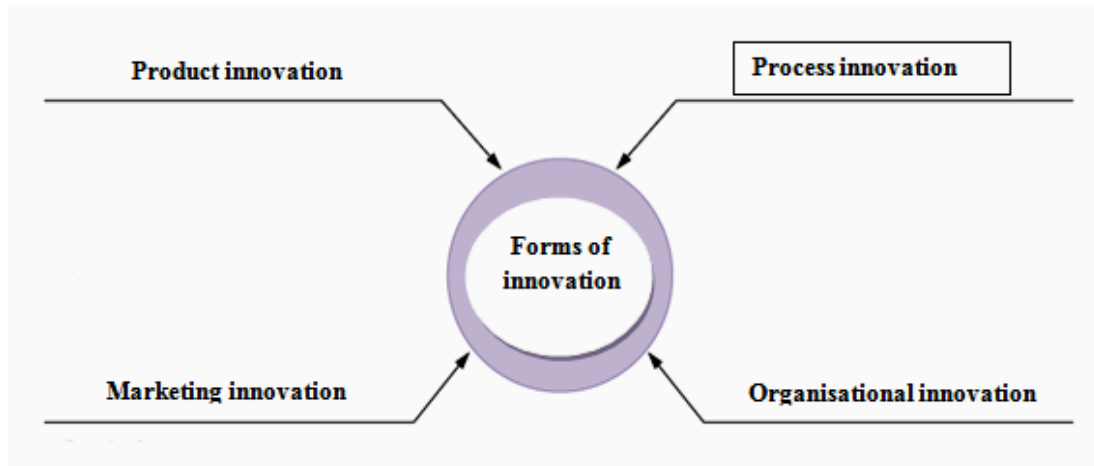 Product innovation
Process innovation
Forms of
innovation
Marketing innovation
Organisational innovation